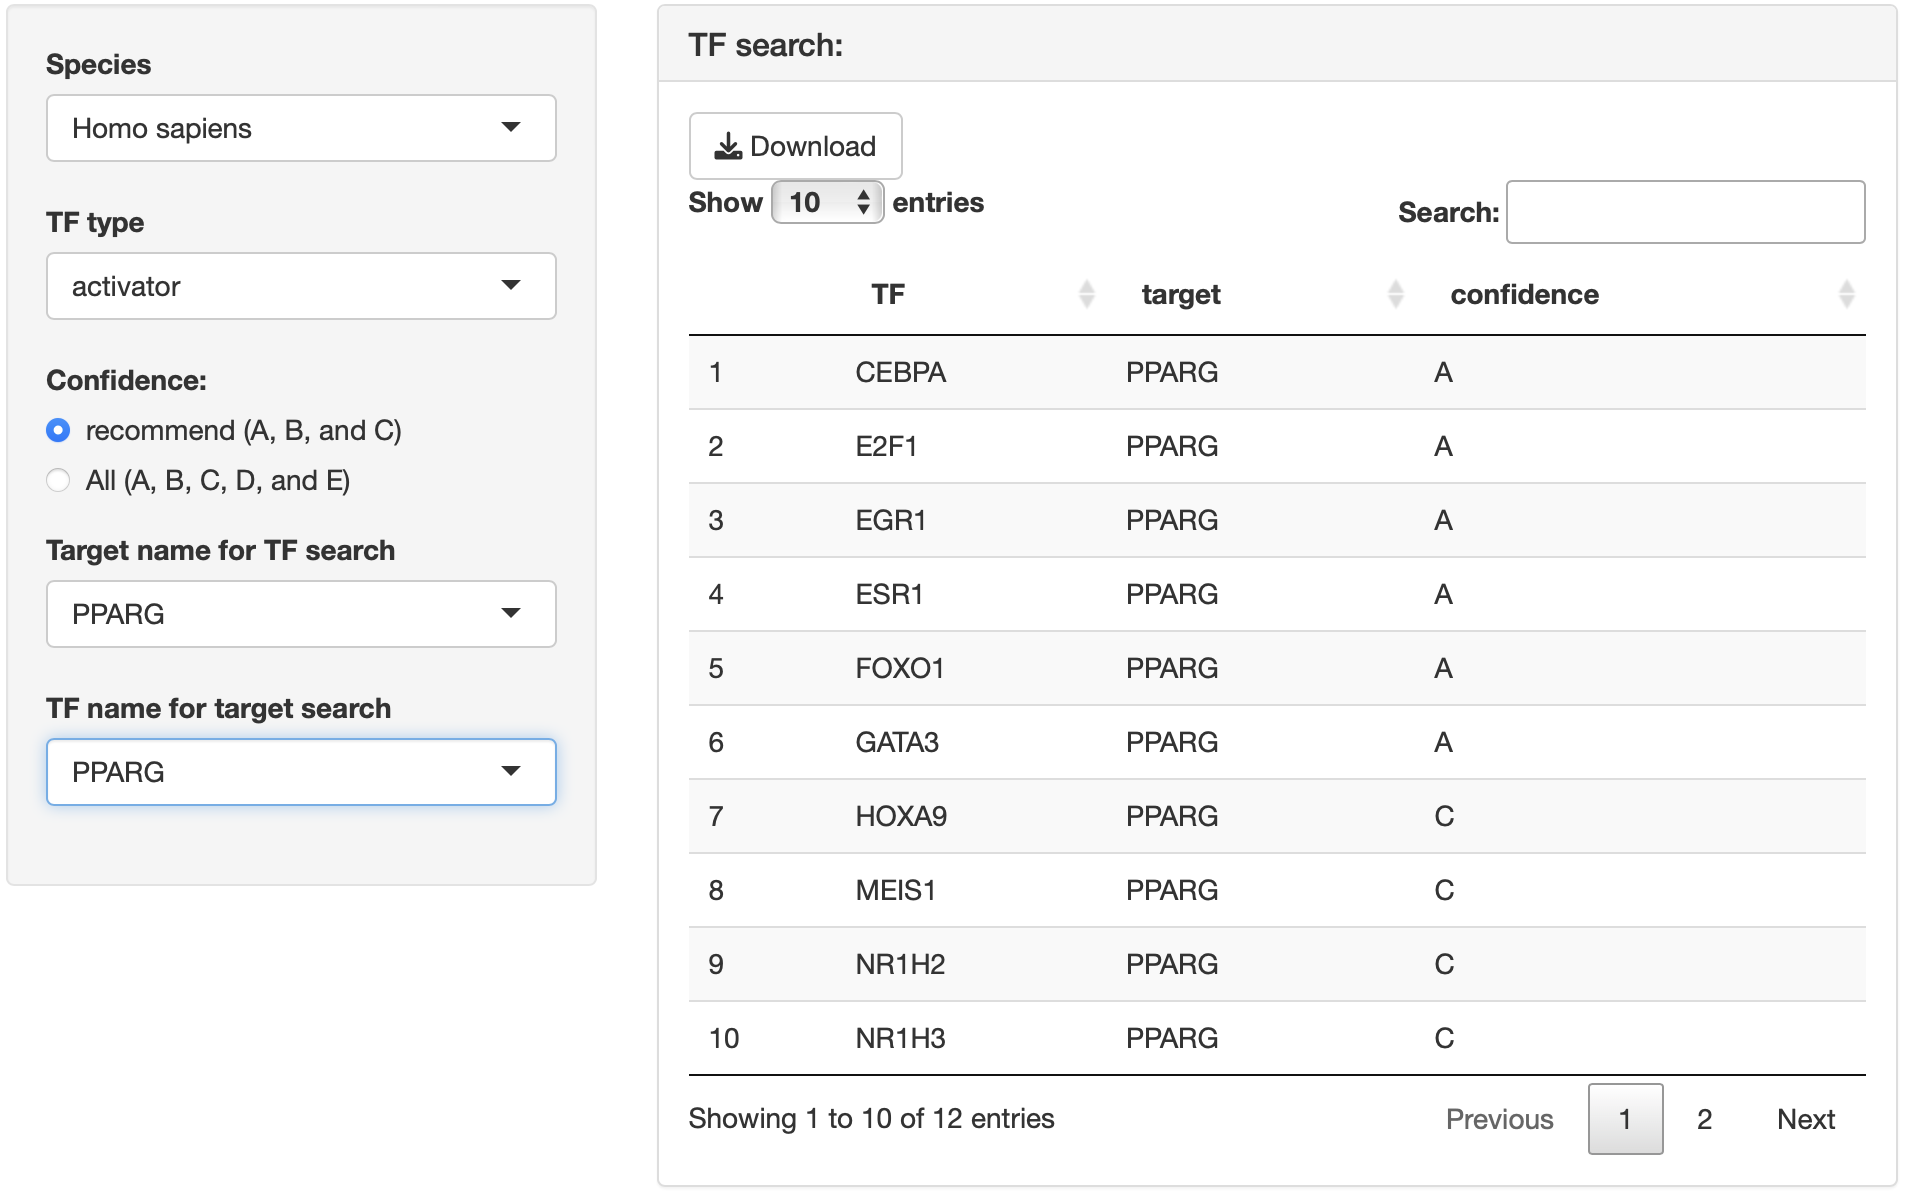 Species
Homo sapiens
TF type
activator
Confidence:
recommend (A, B, and C)
All (A, B, C, D, and E)
Target name for TF search
PPARG
TF name for target search
PPARG
TF search:
Download
Show 10 entries
Search:
TF target confidence
1 CEBPA PPARG A
2 E2F1 PPARG A
3 EGR1 PPARG A
4 ESR1 PPARG A
5 FOXO1 PPARG A
6 GATA3 PPARG A
7 HOXA9 PPARG C
8 MEIS1 PPARG C
9 NR1H2 PPARG C
10 NR1H3 PPARG C
Showing 1 to 10 of 12 entries
Previous 1 2 Next